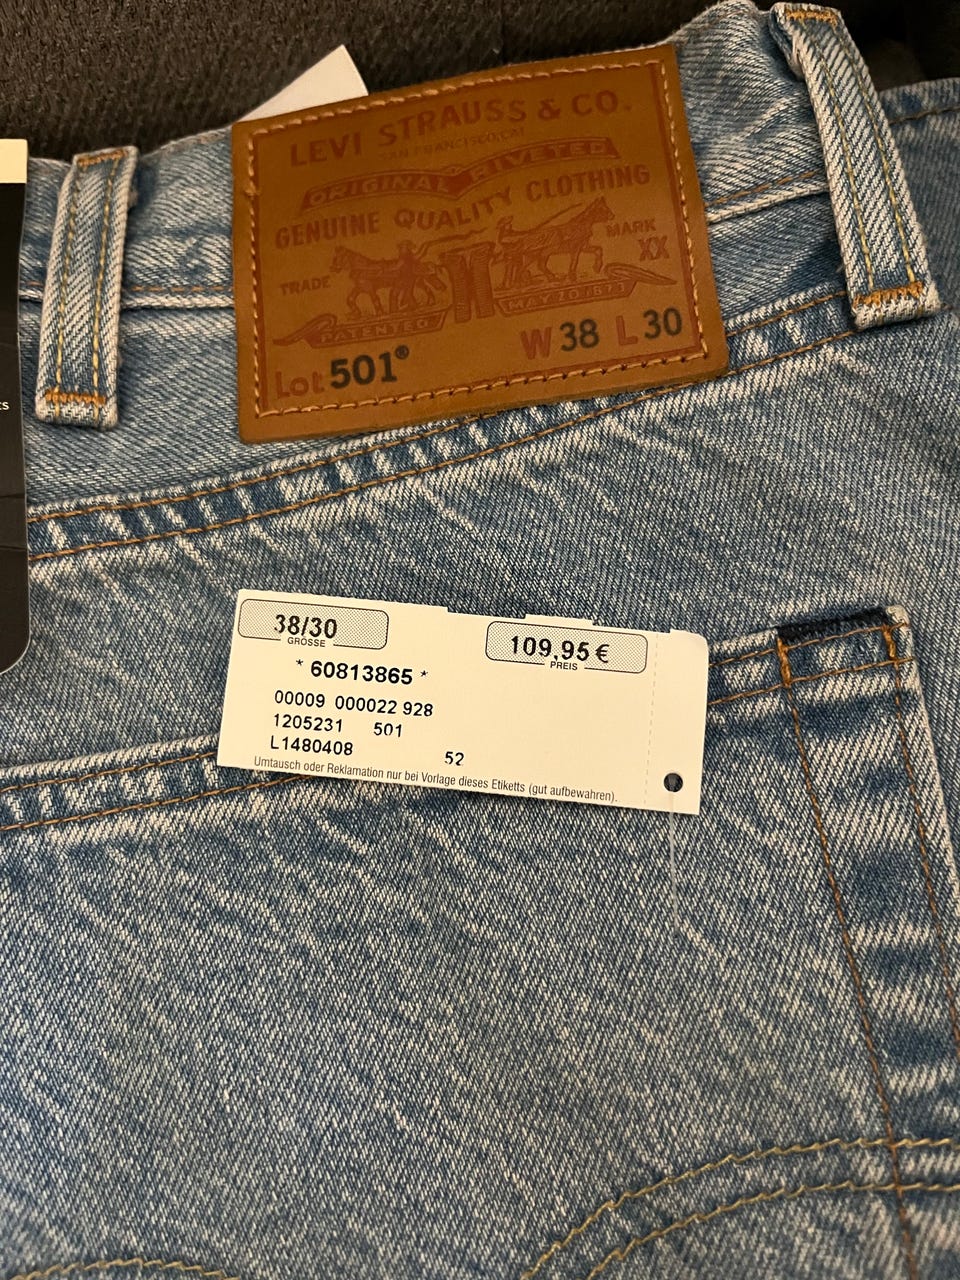 LEVI STRAUSS & CO.
SAN FRANCISCO, CAL
ORIGINAL RIVETED
GENUINE QUALITY CLOTHING
TRADE MARK
XX
PATENTED MAY 20 1873
Lot 501® W 38 L 30
38/30
GRÖSSE
109,95 €
PREIS
* 60813865 *
00009 000022 928
1205231 501
L1480408 52
Umtausch oder Reklamation nur bei Vorlage dieses Etiketts (gut aufbewahren).